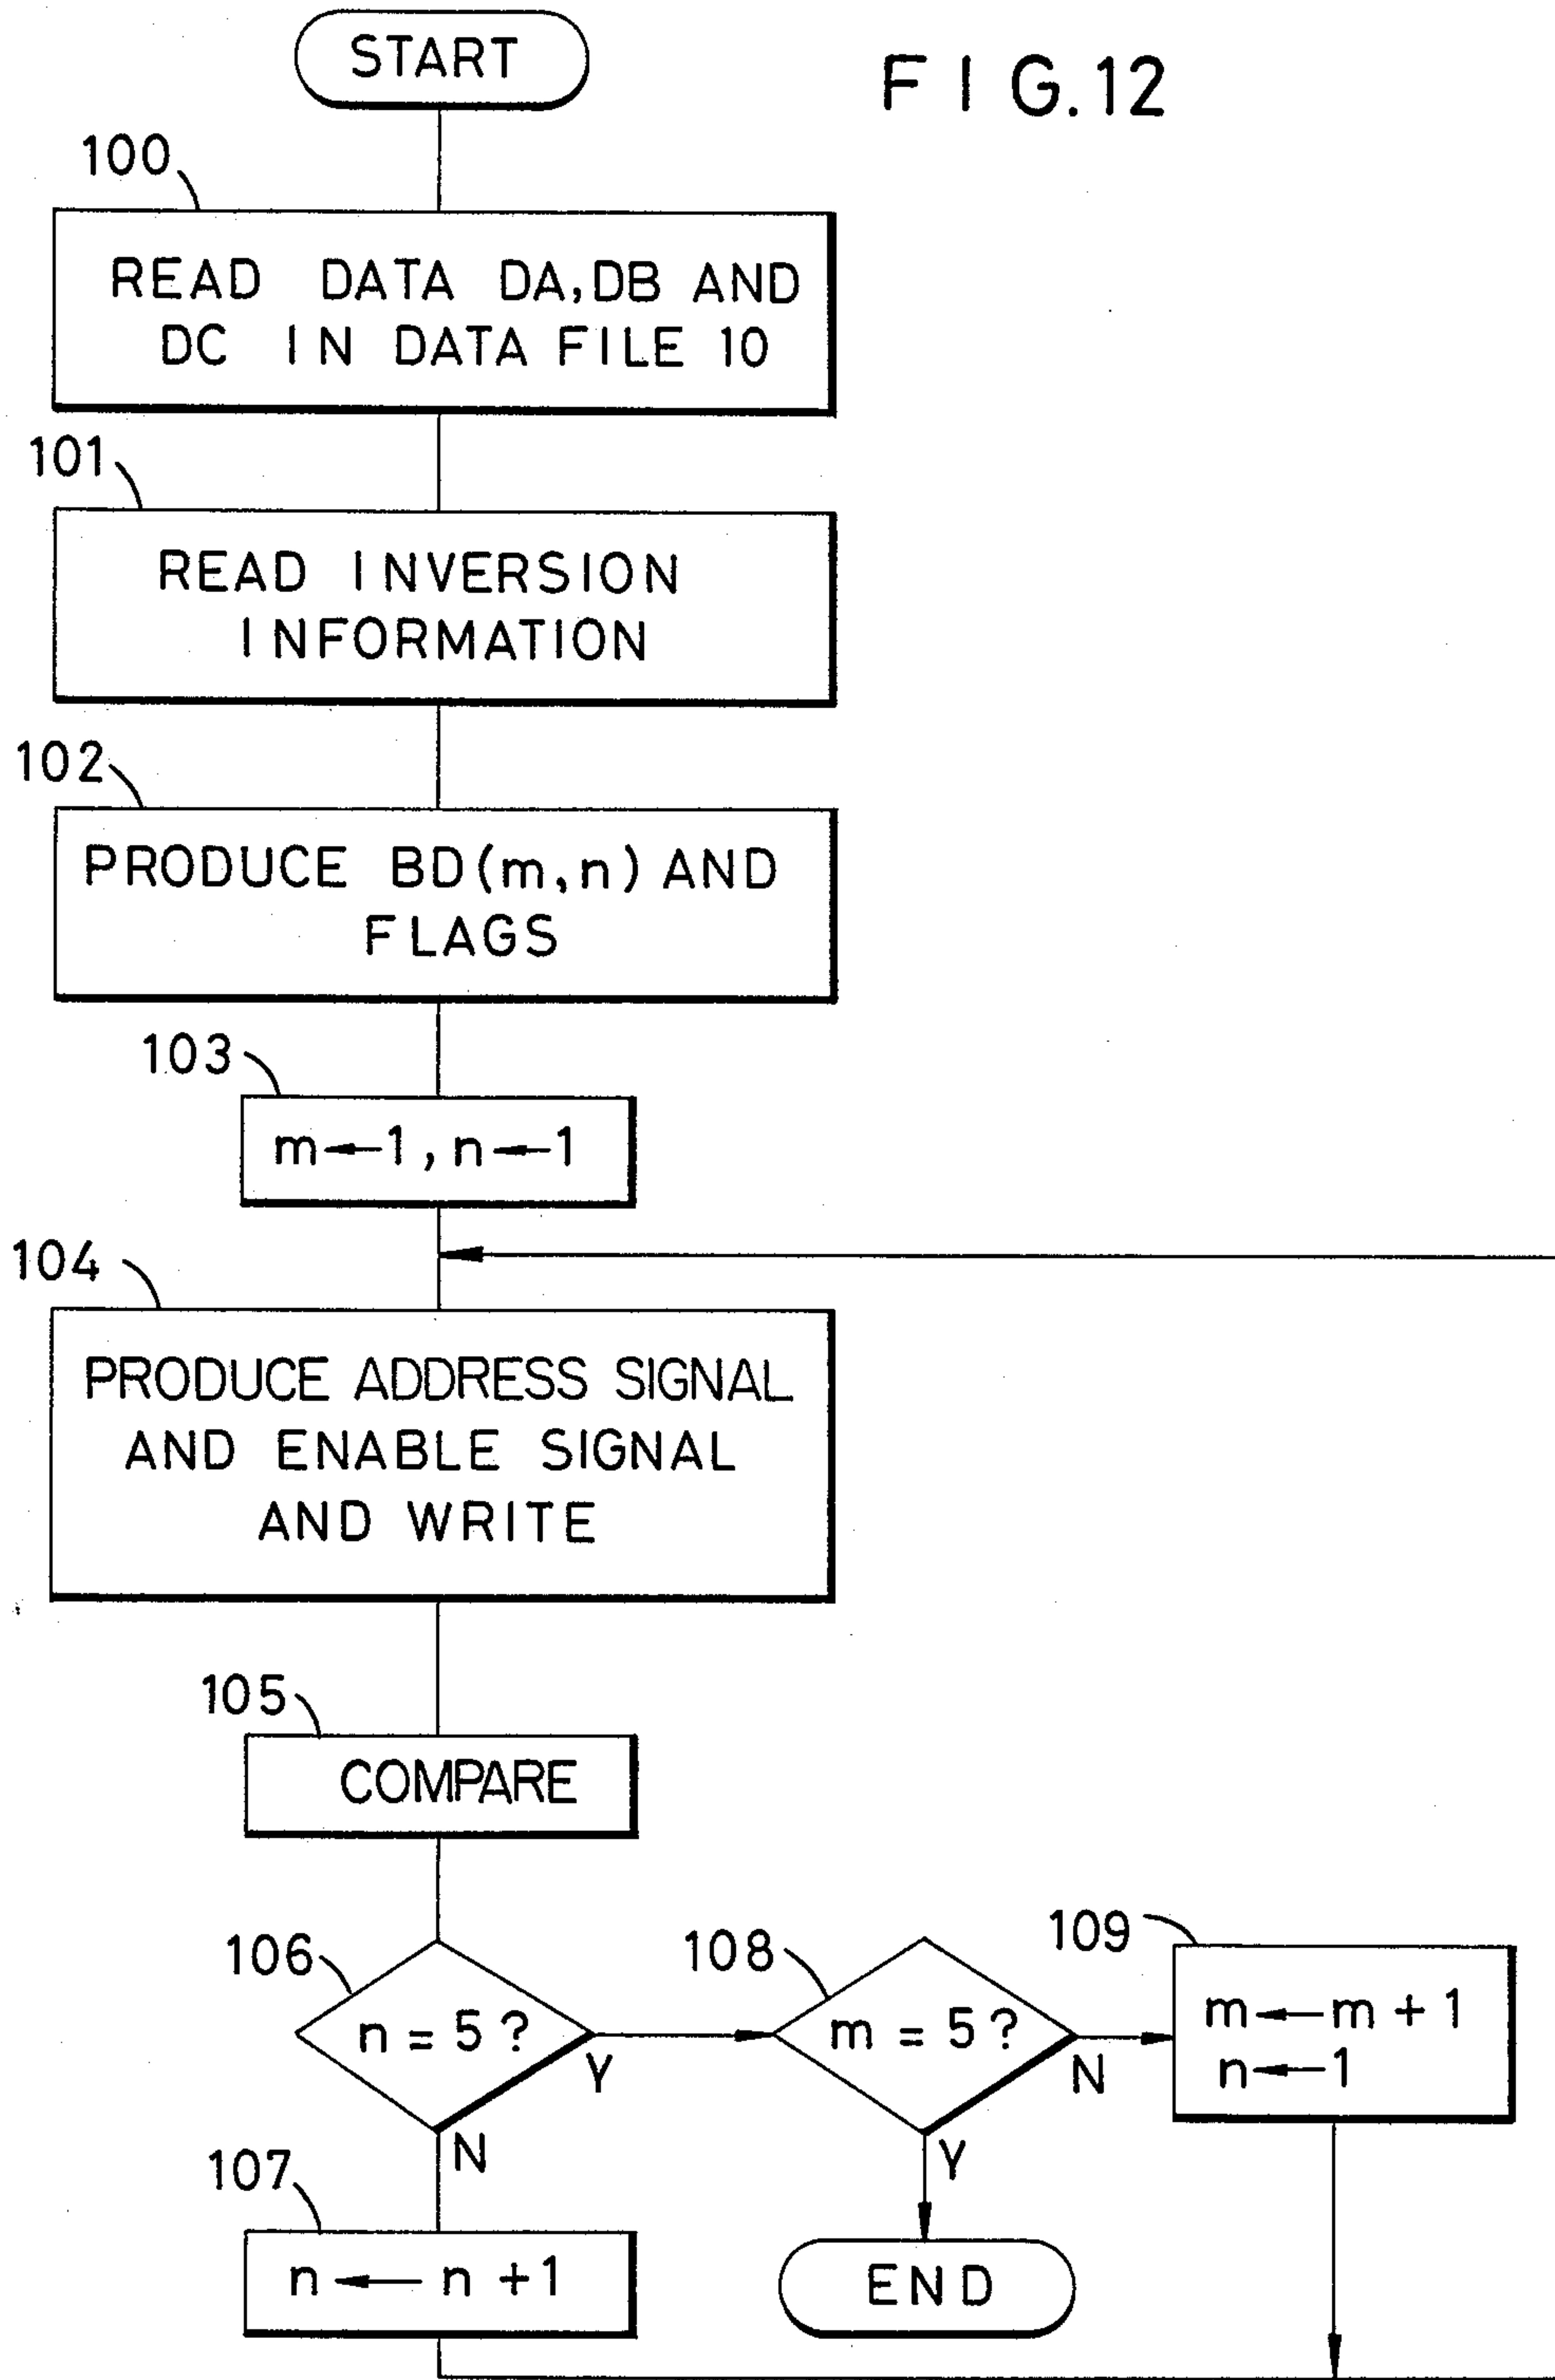 START
FIG.12
100
READ DATA DA,DB AND
DC IN DATA FILE 10
101
READ INVERSION
INFORMATION
102
PRODUCE BD(m,n) AND
FLAGS
103
m←1, n←1
104
PRODUCE ADDRESS SIGNAL
AND ENABLE SIGNAL
AND WRITE
105
COMPARE
106
n = 5 ?
Y
N
108
m = 5 ?
N
Y
109
m←m + 1
n←1
107
n ← n +1
END